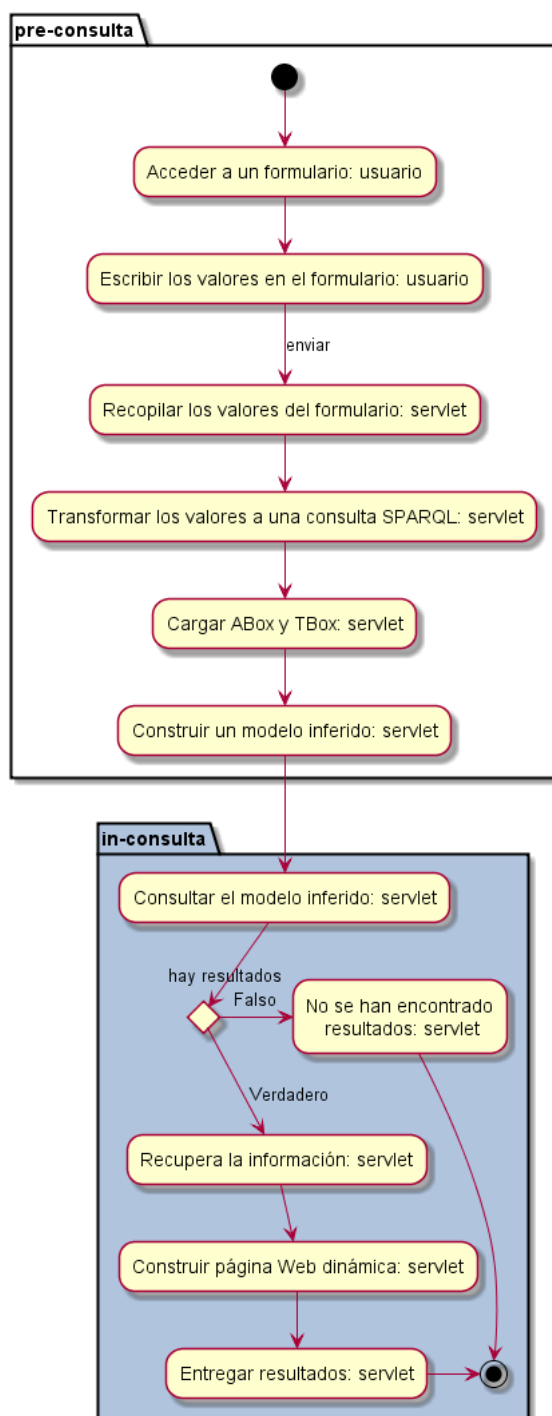 pre-consulta
Acceder a un formulario: usuario
Escribir los valores en el formulario: usuario
enviar
Recopilar los valores del formulario: servlet
Transformar los valores a una consulta SPARQL: servlet
Cargar ABox y TBox: servlet
Construir un modelo inferido: servlet
in-consulta
Consultar el modelo inferido: servlet
hay resultados
Falso
No se han encontrado
resultados: servlet
Verdadero
Recupera la información: servlet
Construir página Web dinámica: servlet
Entregar resultados: servlet